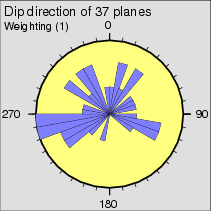 Dip direction of 37 planes
Weighting (1)
0
270
90
180